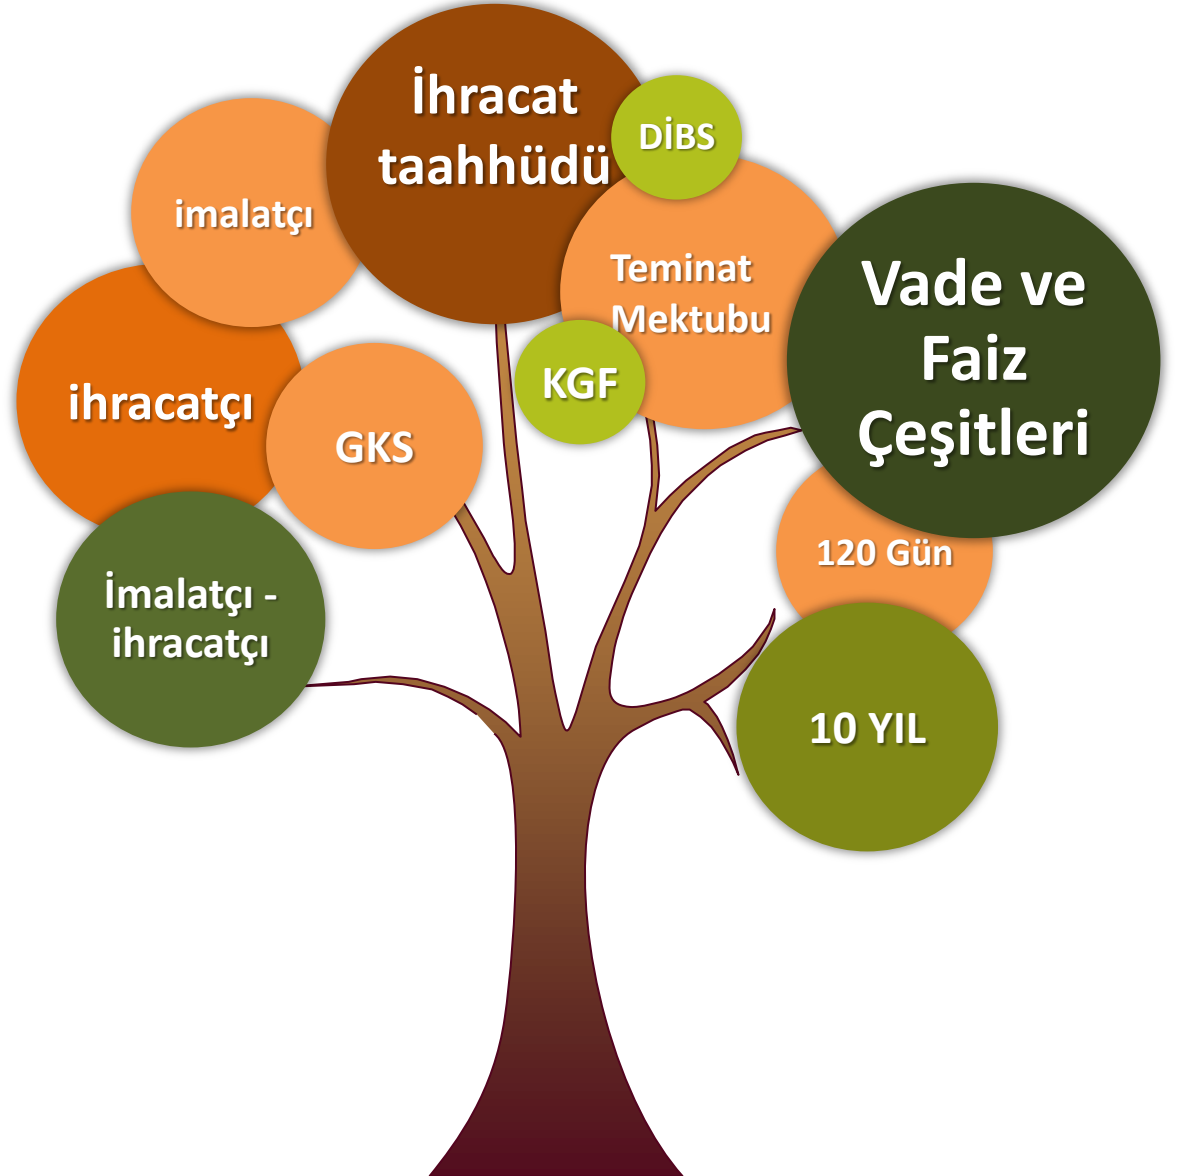 İhracat
taahhüdü
DİBS
imalatçı
Teminat
Mektubu
Vade ve
Faiz
Çeşitleri
KGF
ihracatçı
GKS
120 Gün
İmalatçı -
ihracatçı
10 YIL